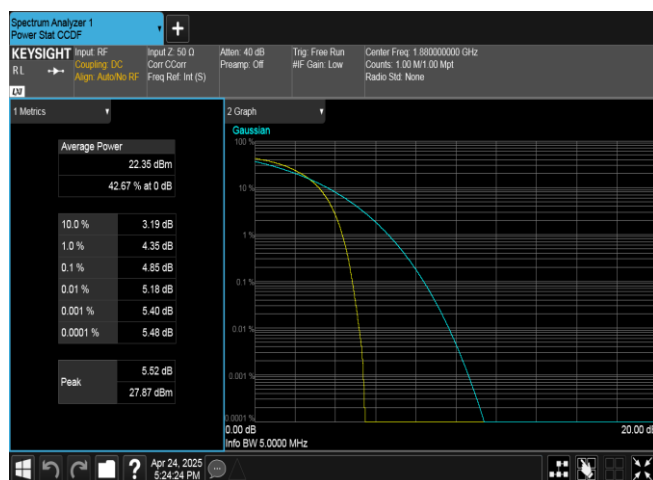 Spectrum Analyzer 1
Power Stat CCDF
+
KEYSIGHT
RL
LXI
Input: RF
Coupling: DC
Align: Auto/No RF
Input Z: 50 Ω
Corr CCorr
Freq Ref: Int (S)
Atten: 40 dB
Preamp: Off
Trig: Free Run
#IF Gain: Low
Center Freq: 1.880000000 GHz
Counts: 1.00 M/1.00 Mpt
Radio Std: None
1 Metrics
Average Power
22.35 dBm
42.67 % at 0 dB
10.0 % 3.19 dB
1.0 % 4.35 dB
0.1 % 4.85 dB
0.01 % 5.18 dB
0.001 % 5.40 dB
0.0001 % 5.48 dB
Peak
5.52 dB
27.87 dBm
2 Graph
Gaussian
100 %
10 %
1 %
0.1 %
0.01 %
0.001 %
0.0001 %
0.00 dB
20.00 dB
Info BW 5.0000 MHz
?
Apr 24, 2025
5:24:24 PM